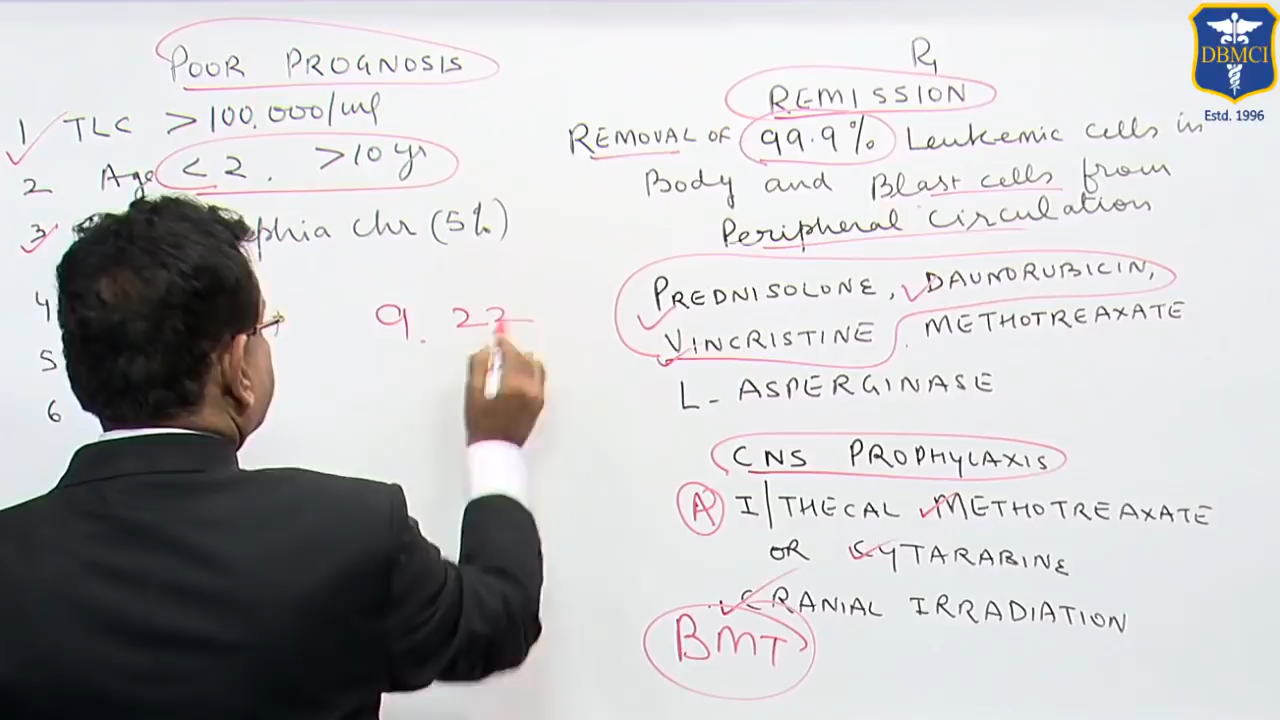 POOR PROGNOSIS
1 TLC > 100,000/ml
2 Age < 2. > 10 yr
3 ephia Chr (5%)
4
5
6
9. 22
Rx
REMISSION
REMOVAL OF 99.9% Leukemic cells in
Body and Blast cells from
Peripheral Circulation
PREDNISOLONE, DAUNORUBICIN,
VINCRISTINE. METHOTREAXATE
L- ASPERGINASE
CNS PROPHYLAXIS
A I/THECAL METHOTREAXATE
OR CYTARABINE
CRANIAL IRRADIATION
BMT
DBMCI
Estd. 1996